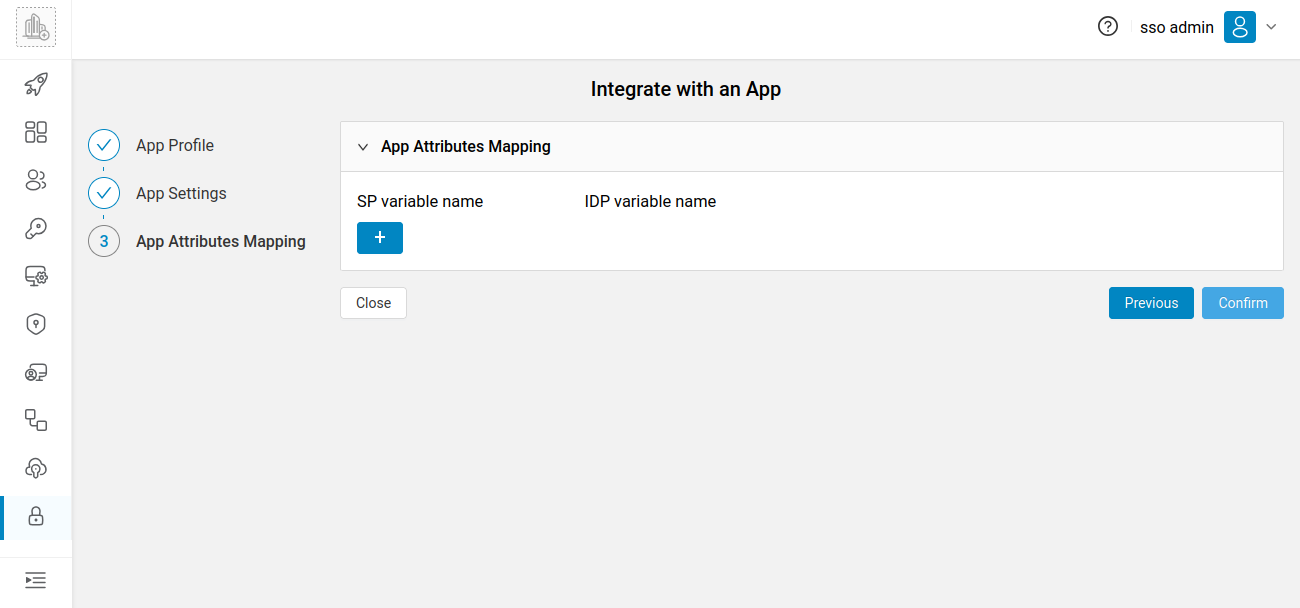 sso admin
Integrate with an App
App Profile
App Settings
3 App Attributes Mapping
App Attributes Mapping
SP variable name IDP variable name
+
Close Previous Confirm